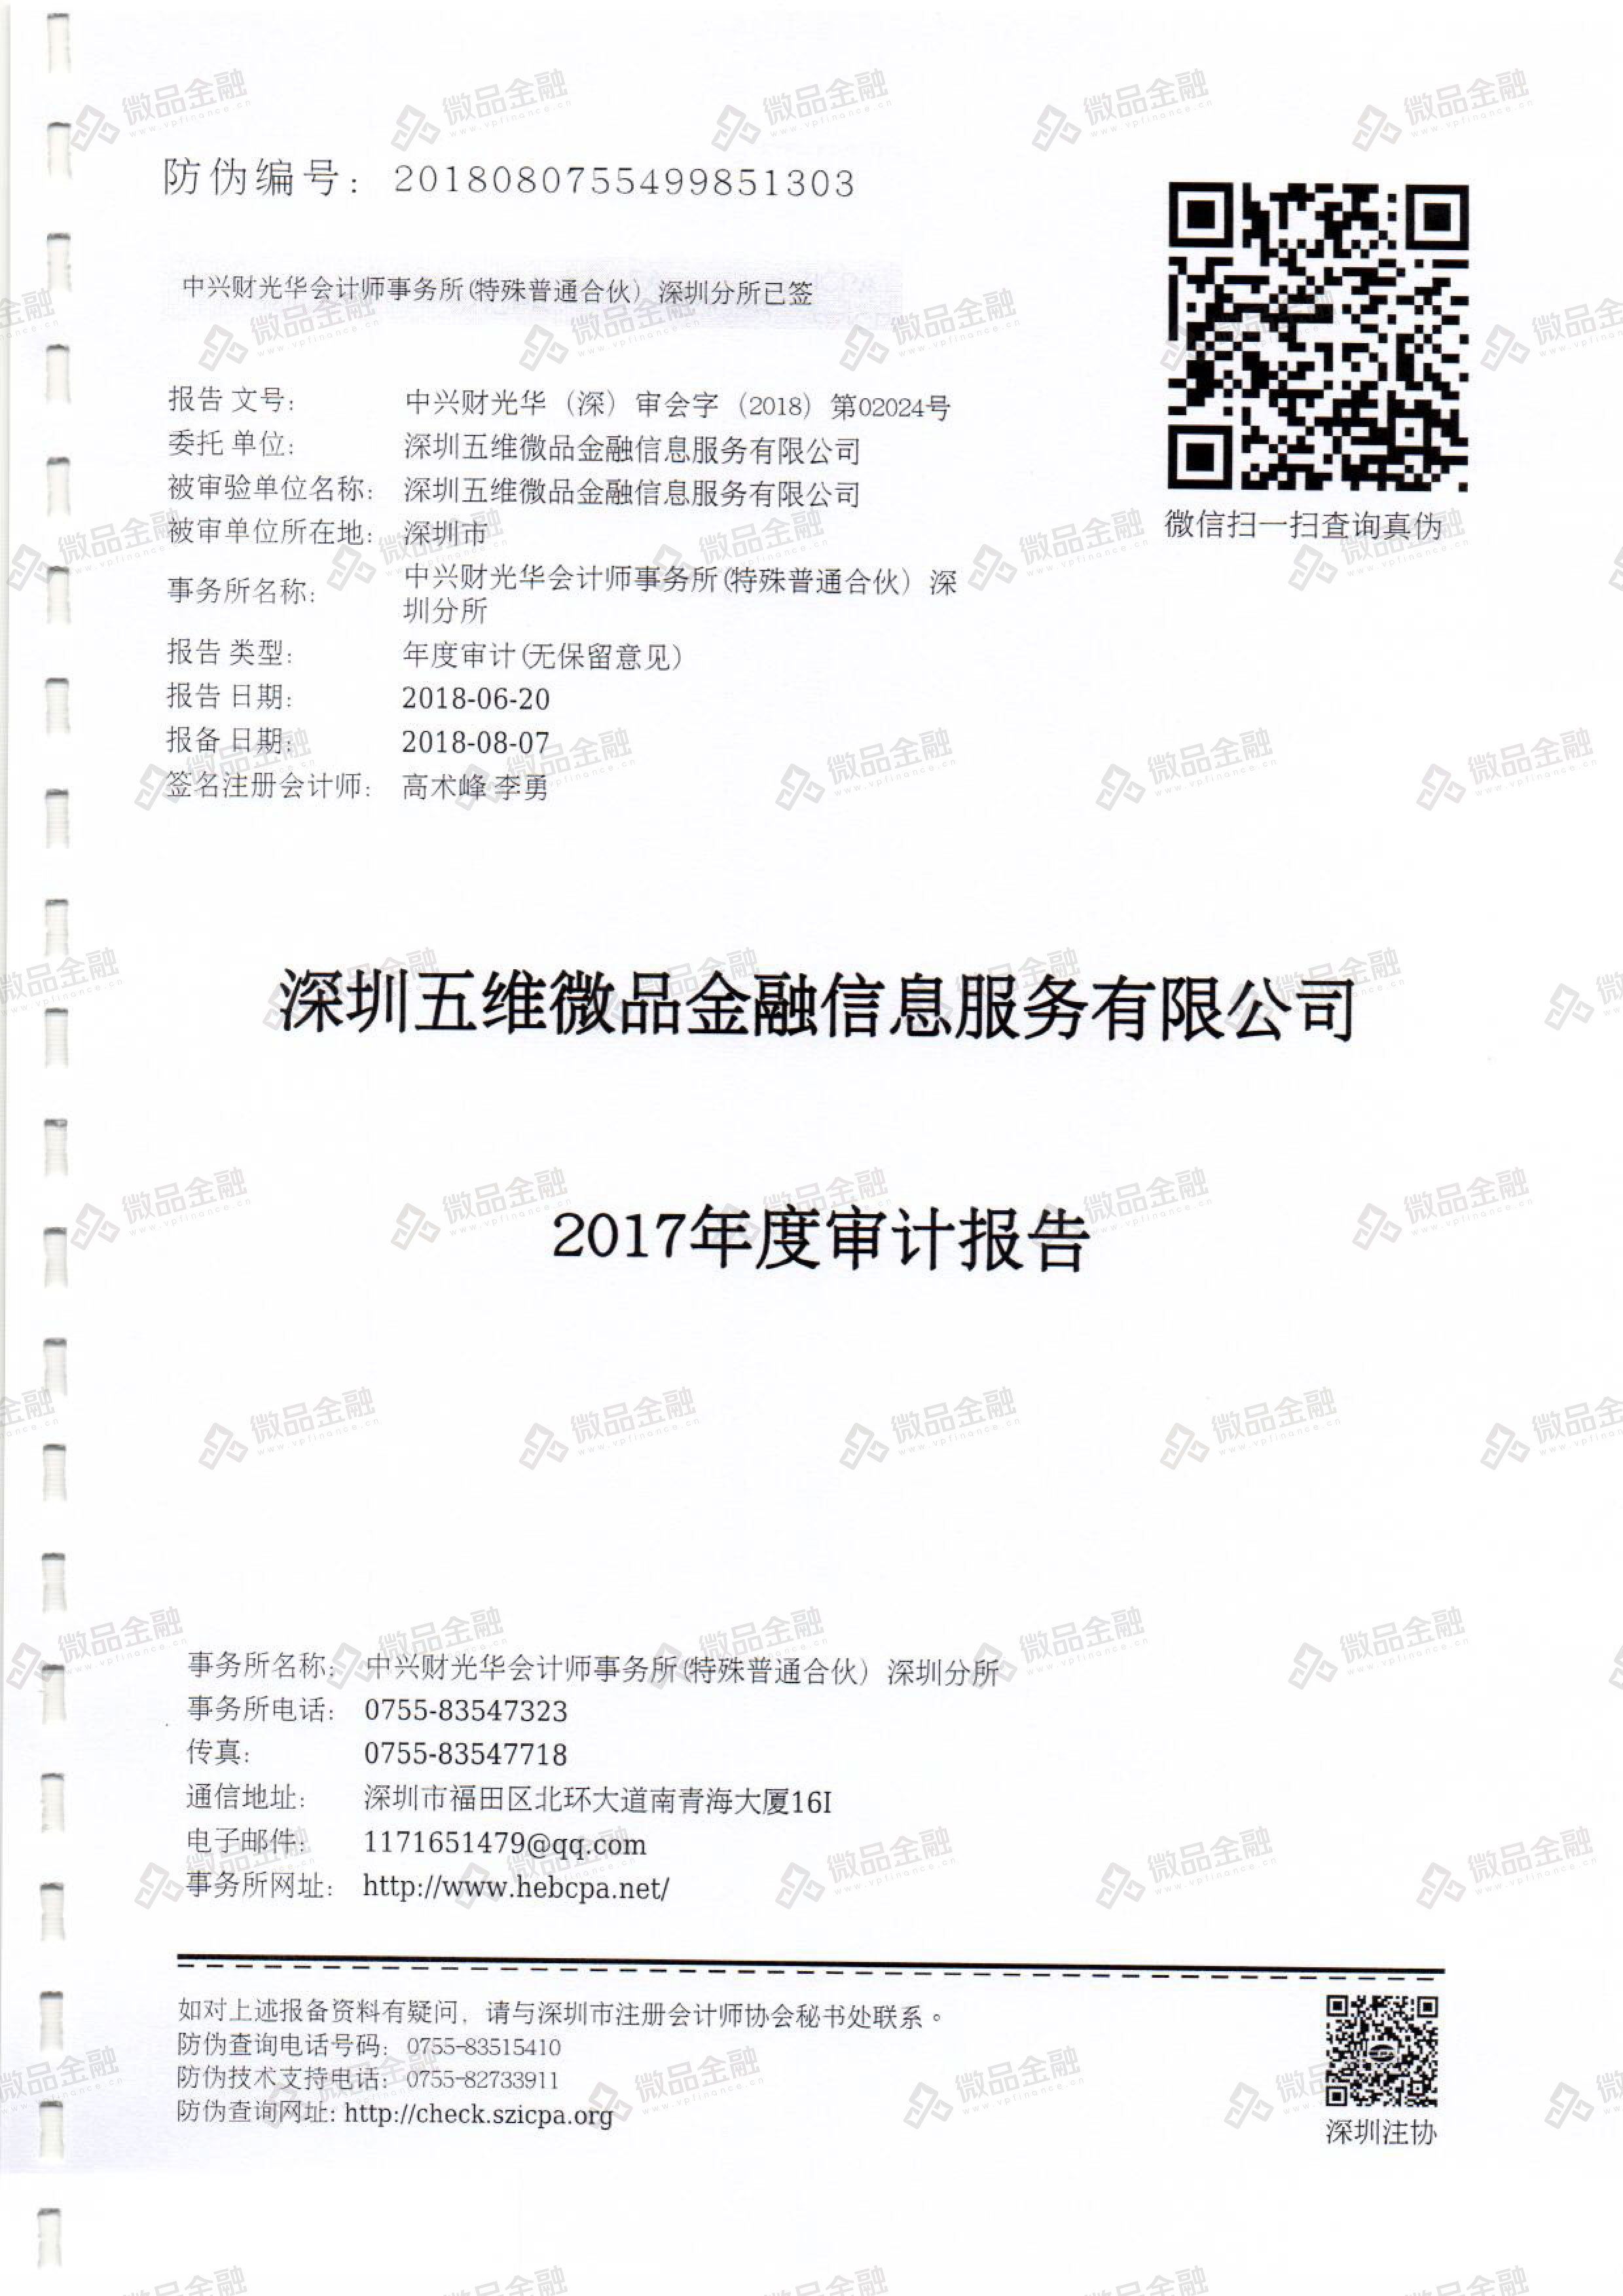 防伪编号: 2018080755499851303
中兴财光华会计师事务所(特殊普通合伙) 深圳分所已签
报告 文号: 中兴财光华（深）审会字（2018）第02024号
委托 单位: 深圳五维微品金融信息服务有限公司
被审验单位名称: 深圳五维微品金融信息服务有限公司
被审单位所在地: 深圳市
事务所名称: 中兴财光华会计师事务所(特殊普通合伙) 深
圳分所
报告 类型: 年度审计(无保留意见)
报告 日期: 2018-06-20
报备 日期: 2018-08-07
签名注册会计师: 高术峰 李勇
微信扫一扫查询真伪
深圳五维微品金融信息服务有限公司
2017年度审计报告
事务所名称: 中兴财光华会计师事务所(特殊普通合伙) 深圳分所
事务所电话: 0755-83547323
传真: 0755-83547718
通信地址: 深圳市福田区北环大道南青海大厦16I
电子邮件: 1171651479@qq.com
事务所网址: http://www.hebcpa.net/
如对上述报备资料有疑问，请与深圳市注册会计师协会秘书处联系。
防伪查询电话号码: 0755-83515410
防伪技术支持电话: 0755-82733911
防伪查询网址: http://check.szicpa.org
深圳注协
微品金融
www.vpfinance.cn